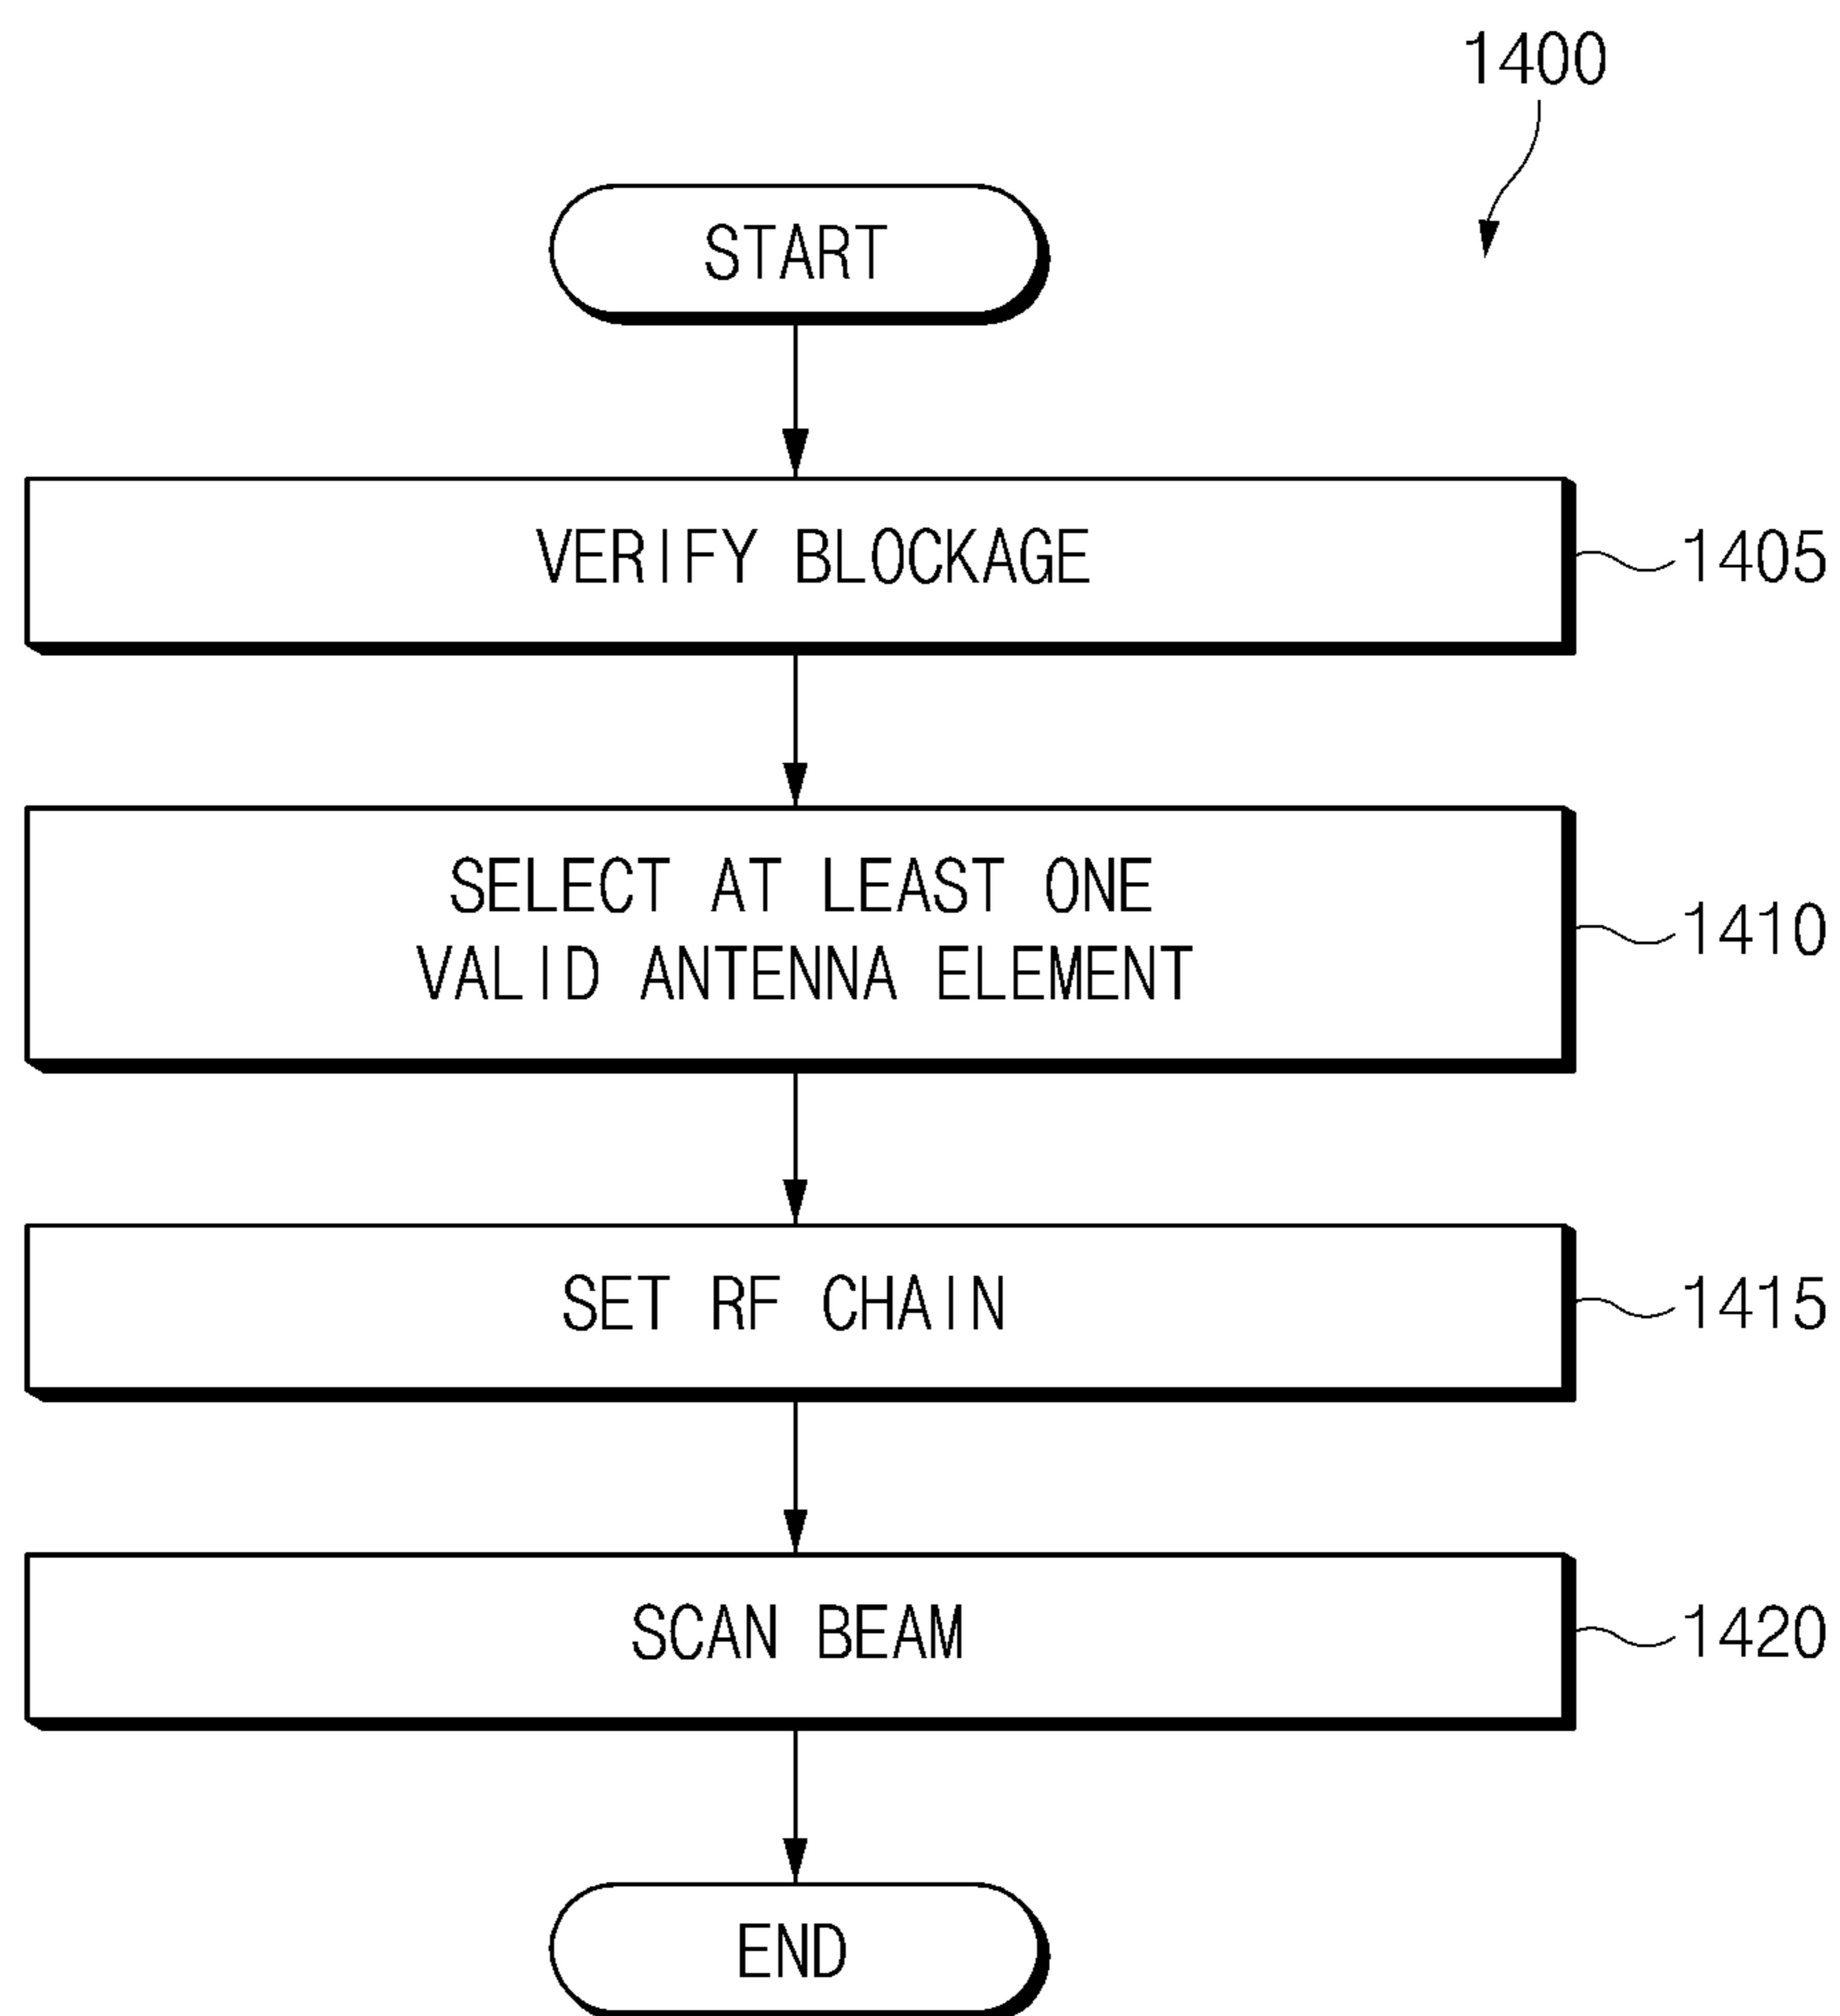 1400
START
VERIFY BLOCKAGE
1405
SELECT AT LEAST ONE
VALID ANTENNA ELEMENT
1410
SET RF CHAIN
1415
SCAN BEAM
1420
END